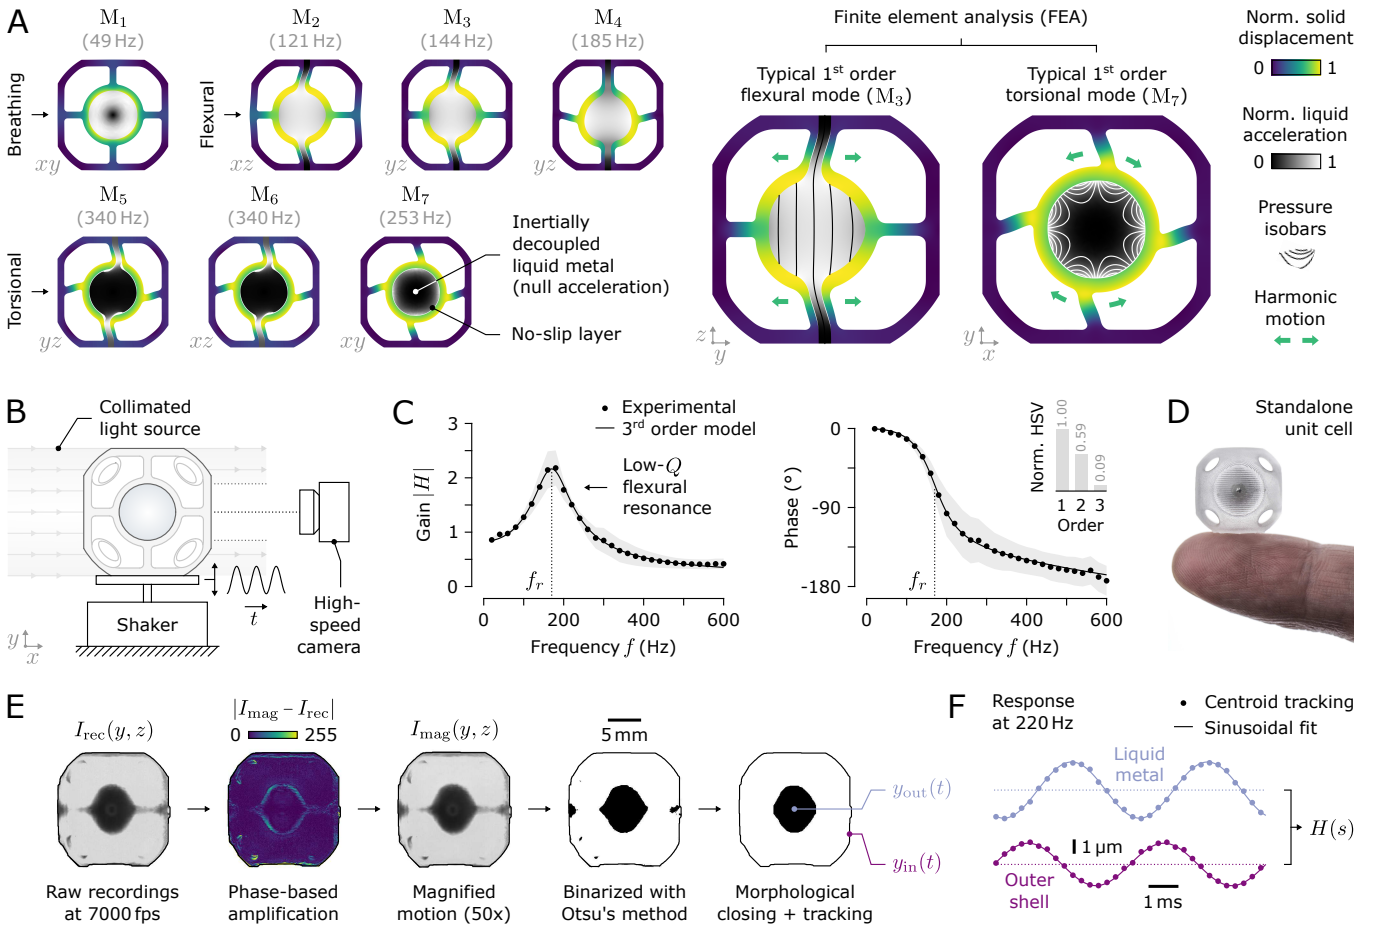 A
M1
(49 Hz)
M2
(121 Hz)
M3
(144 Hz)
M4
(185 Hz)
Breathing
xy
Flexural
xz
yz
yz
M5
(340 Hz)
M6
(340 Hz)
M7
(253 Hz)
Torsional
yz
xz
xy
Inertially
decoupled
liquid metal
(null acceleration)
No-slip layer
Finite element analysis (FEA)
Typical 1st order
flexural mode (M3)
Typical 1st order
torsional mode (M7)
z
y
y
x
Norm. solid
displacement
0 1
Norm. liquid
acceleration
0 1
Pressure
isobars
Harmonic
motion
B
Collimated
light source
Shaker
t
High-
speed
camera
y
x
C
Experimental
3rd order model
Low-Q
flexural
resonance
Gain |H|
3
2
1
0
fr
0 200 400 600
Frequency f (Hz)
Phase (°)
0
-90
-180
fr
0 200 400 600
Frequency f (Hz)
Norm. HSV
1.00
0.59
0.09
1 2 3
Order
D
Standalone
unit cell
E
Irec(y, z)
|Imag – Irec|
0 255
Imag(y, z)
5 mm
yout(t)
yin(t)
Raw recordings
at 7000 fps
Phase-based
amplification
Magnified
motion (50x)
Binarized with
Otsu's method
Morphological
closing + tracking
F
Response
at 220 Hz
Centroid tracking
Sinusoidal fit
Liquid
metal
1 μm
Outer
shell
1 ms
H(s)